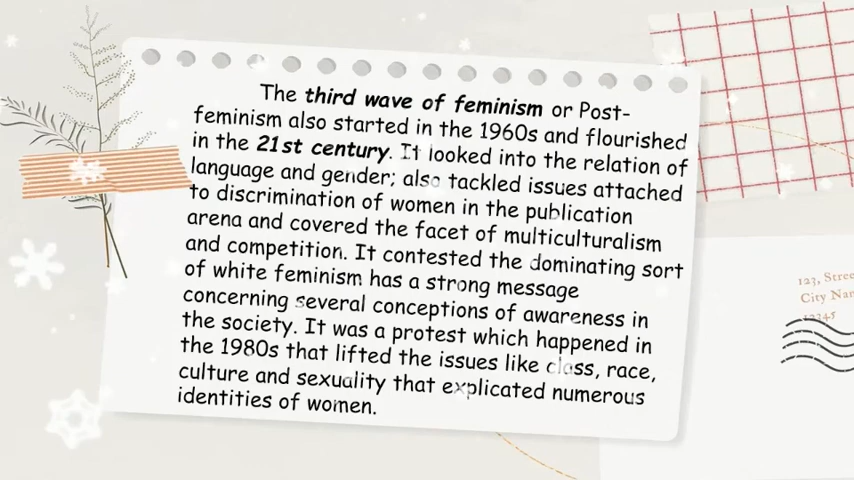 The third wave of feminism or Post-
feminism also started in the 1960s and flourished
in the 21st century. It looked into the relation of
language and gender; also tackled issues attached
to discrimination of women in the publication
arena and covered the facet of multiculturalism
and competition. It contested the dominating sort
of white feminism has a strong message
concerning several conceptions of awareness in
the society. It was a protest which happened in
the 1980s that lifted the issues like class, race,
culture and sexuality that explicated numerous
identities of women.
123, Stree
City Nam
12345